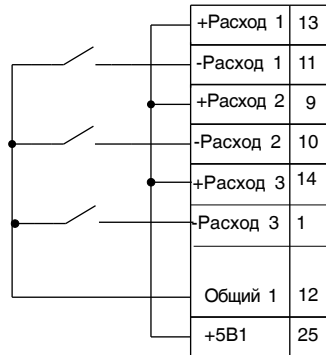 +Расход 1 13
-Расход 1 11
+Расход 2 9
-Расход 2 10
+Расход 3 14
-Расход 3 1
Общий 1 12
+5В1 25